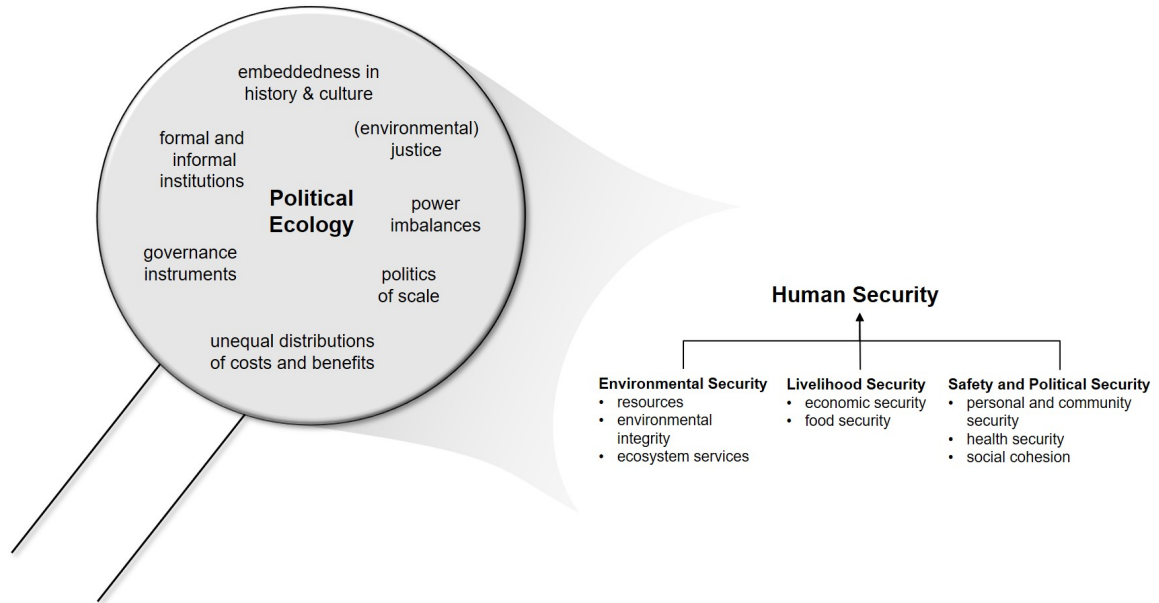 embeddedness in
history & culture
(environmental)
justice
formal and
informal
institutions
Political
Ecology
power
imbalances
governance
instruments
politics
of scale
unequal distributions
of costs and benefits
Human Security
Environmental Security
• resources
• environmental
integrity
• ecosystem services
Livelihood Security
• economic security
• food security
Safety and Political Security
• personal and community
security
• health security
• social cohesion